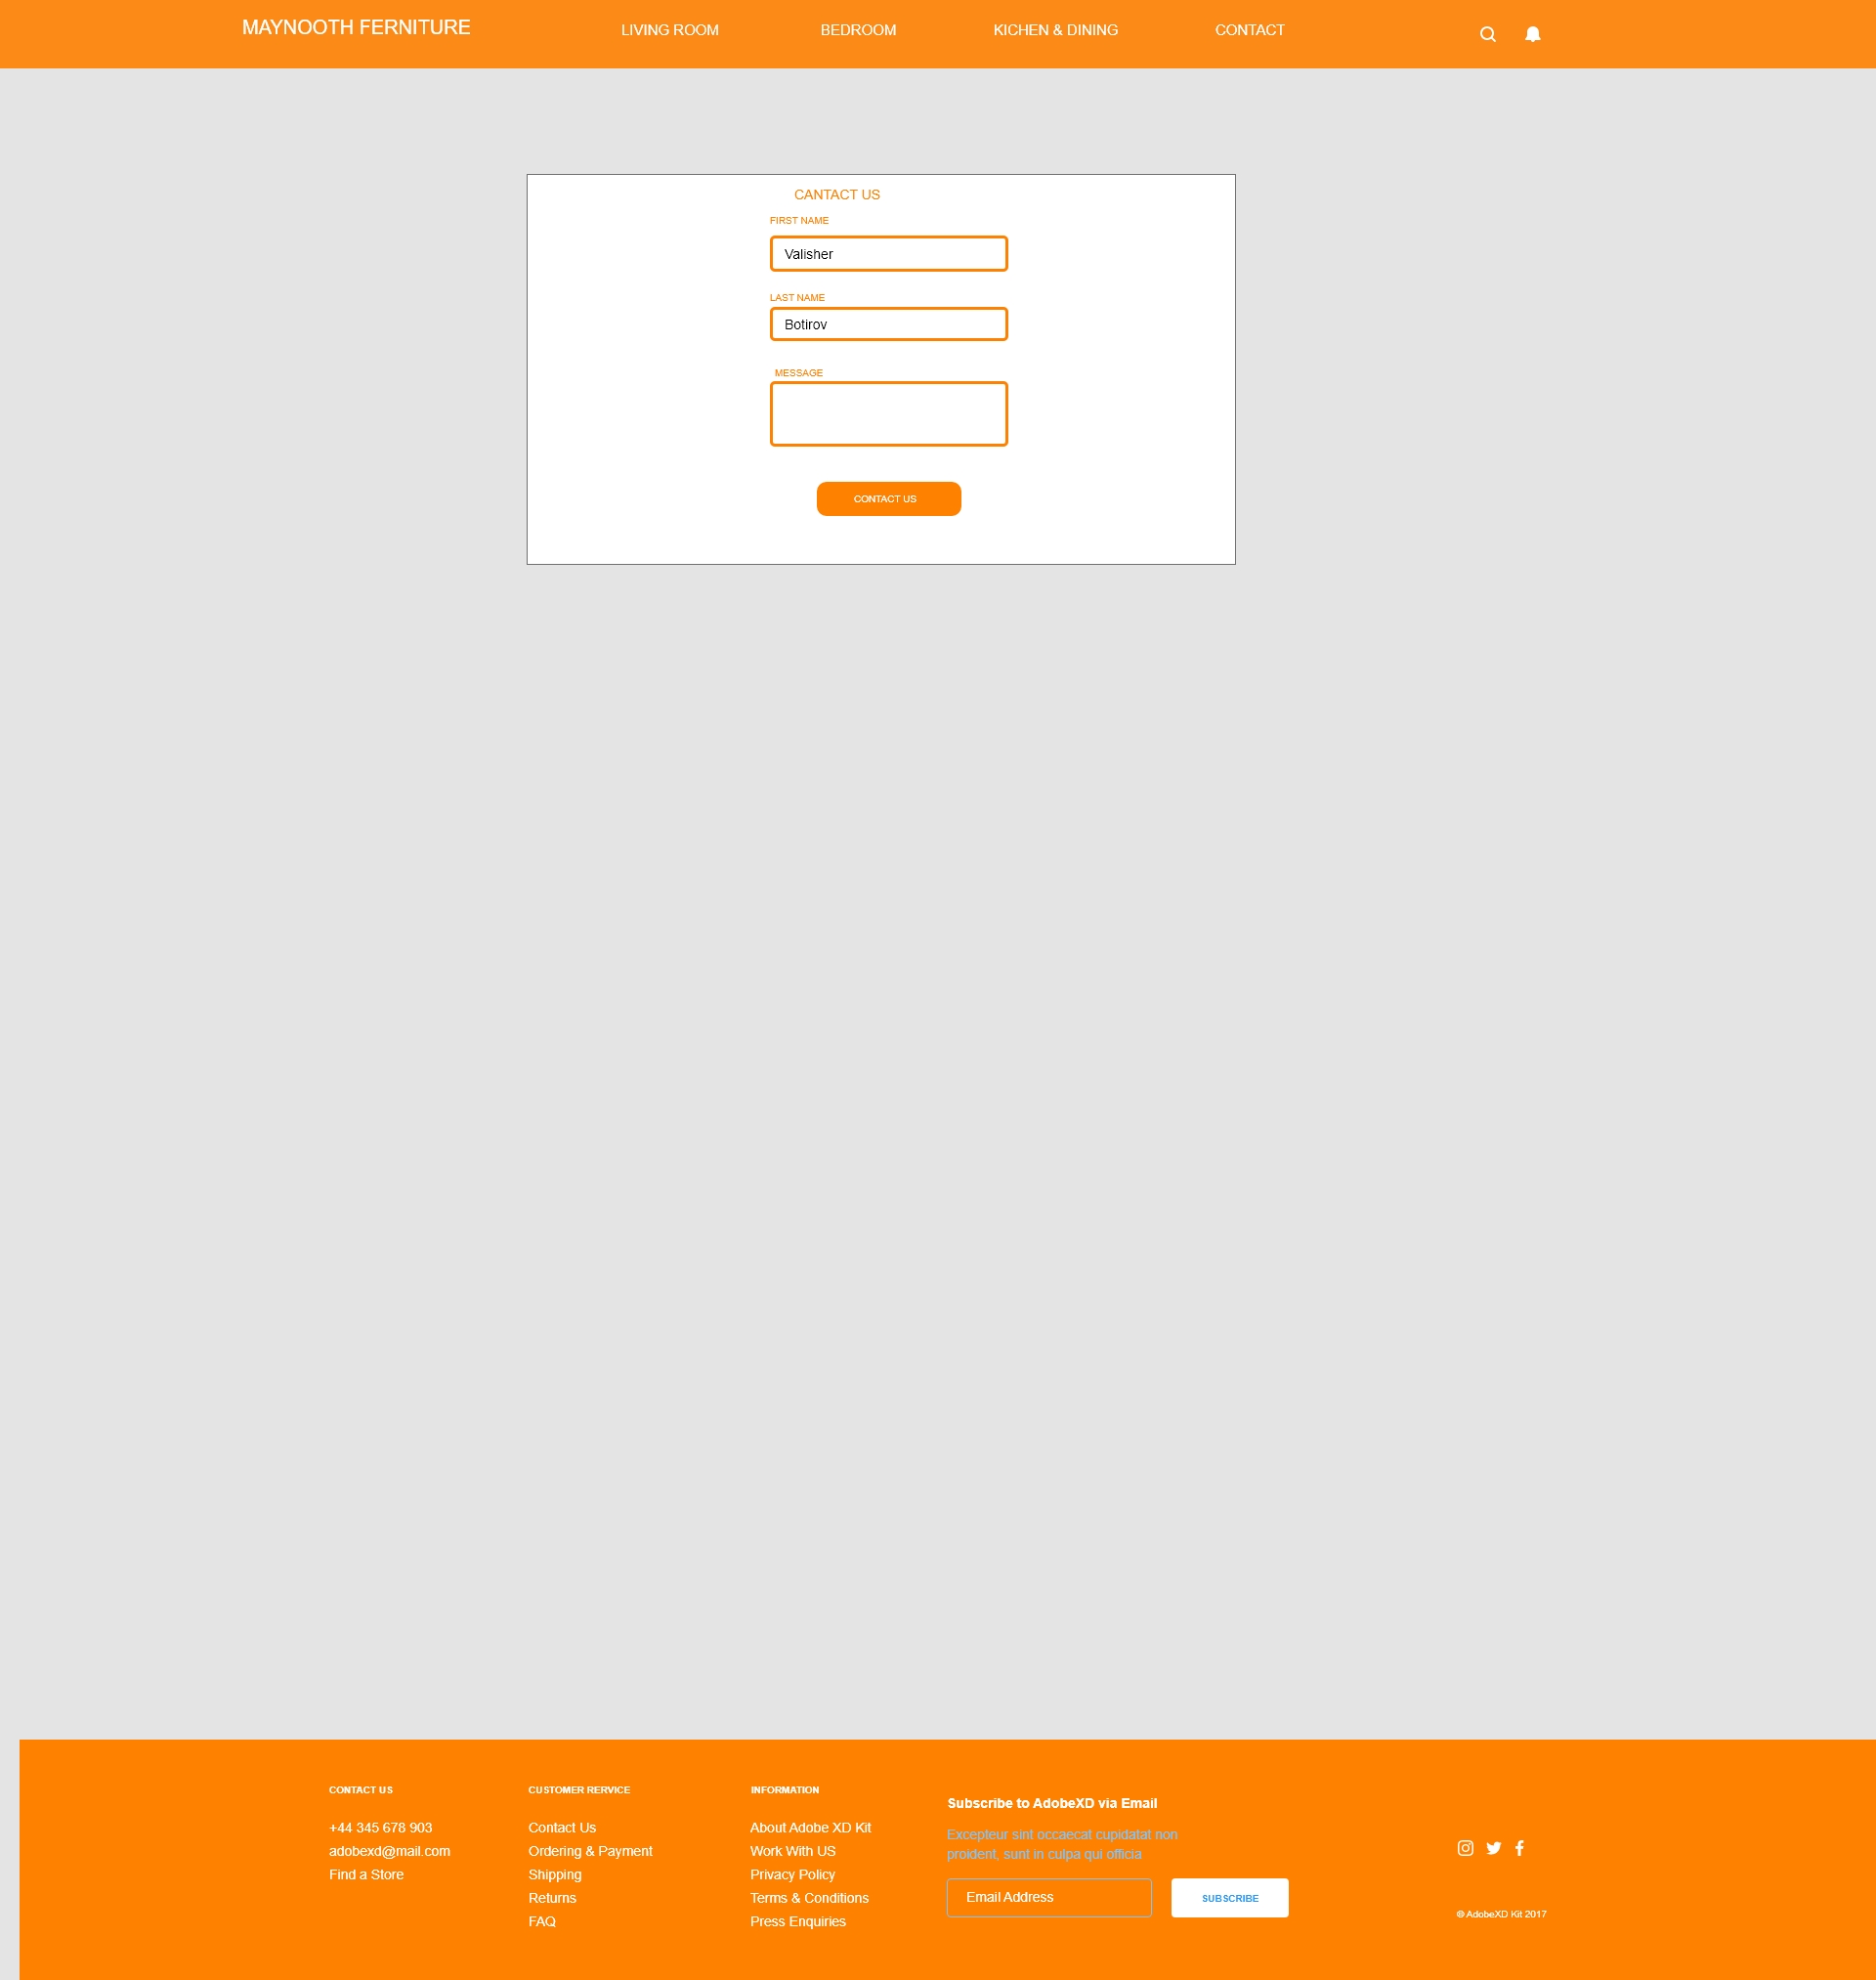 MAYNOOTH FERNITURE
LIVING ROOM
BEDROOM
KICHEN & DINING
CONTACT
CANTACT US
FIRST NAME
Valisher
LAST NAME
Botirov
MESSAGE
CONTACT US
CONTACT US
+44 345 678 903
adobexd@mail.com
Find a Store
CUSTOMER RERVICE
Contact Us
Ordering & Payment
Shipping
Returns
FAQ
INFORMATION
About Adobe XD Kit
Work With US
Privacy Policy
Terms & Conditions
Press Enquiries
Subscribe to AdobeXD via Email
Excepteur sint occaecat cupidatat non
proident, sunt in culpa qui officia
Email Address
SUBSCRIBE
© AdobeXD Kit 2017